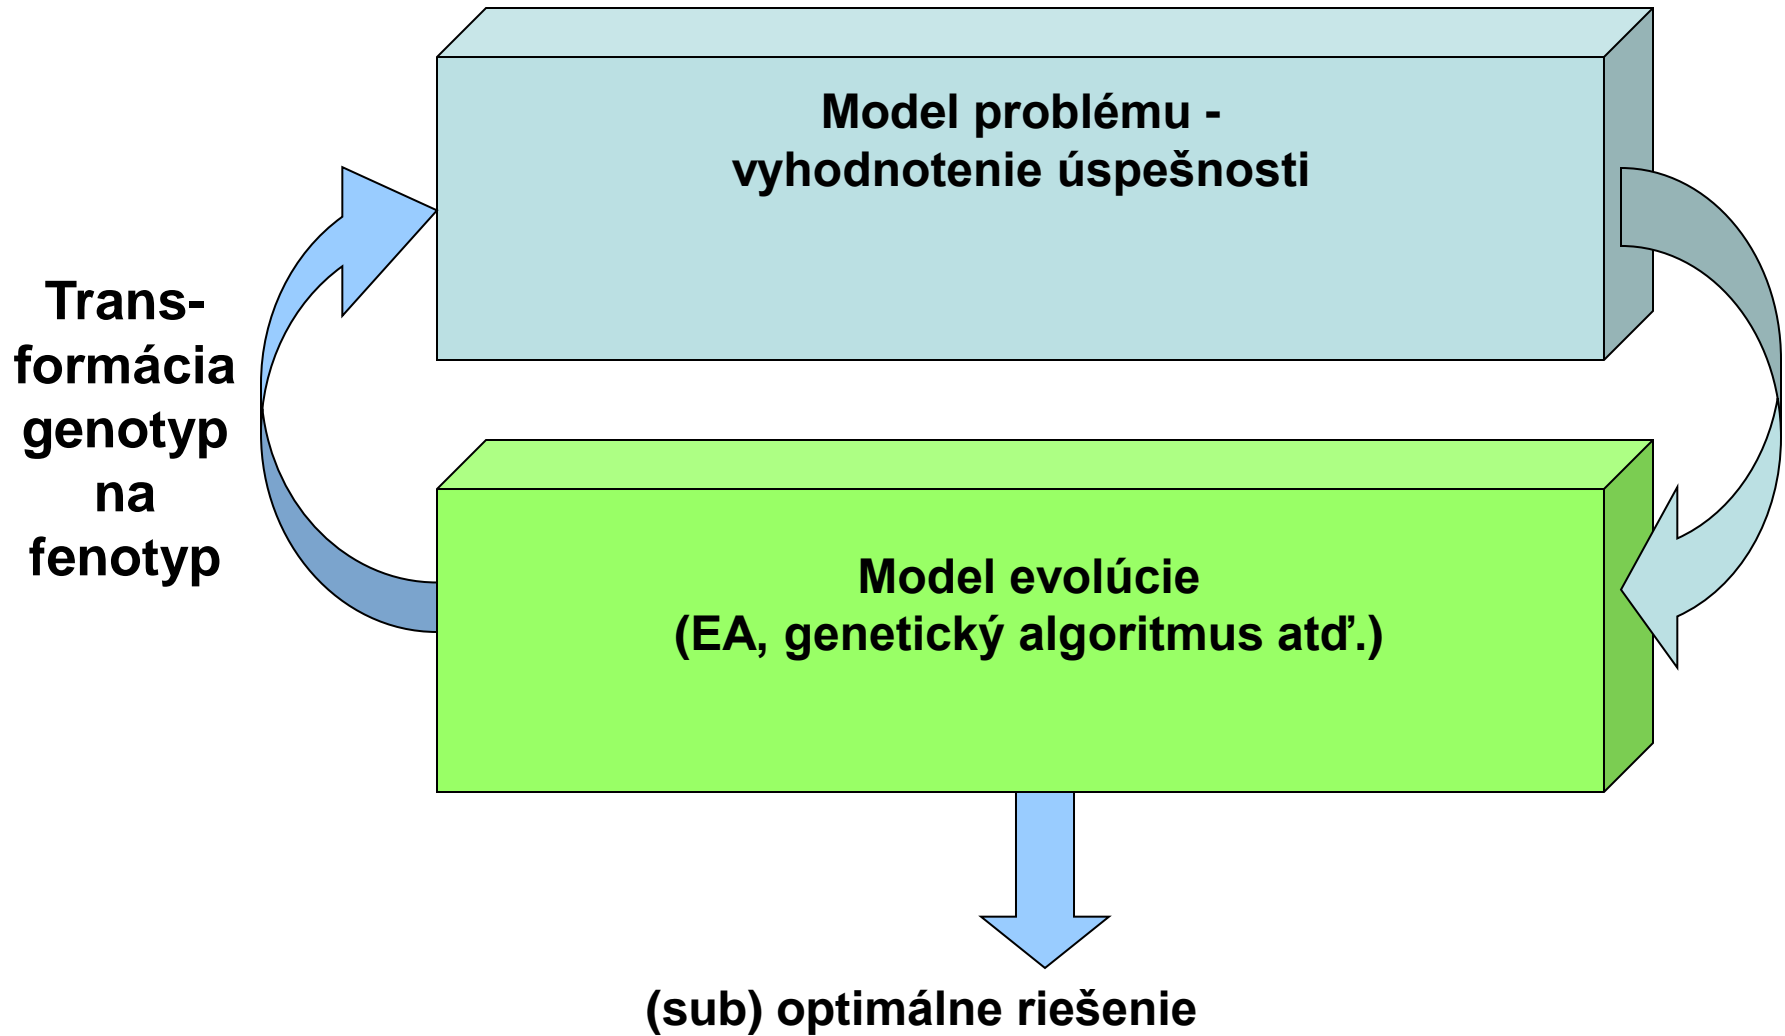 Model problému -
vyhodnotenie úspešnosti
Trans-
formácia
genotyp
na
fenotyp
Model evolúcie
(EA, genetický algoritmus atď.)
(sub) optimálne riešenie